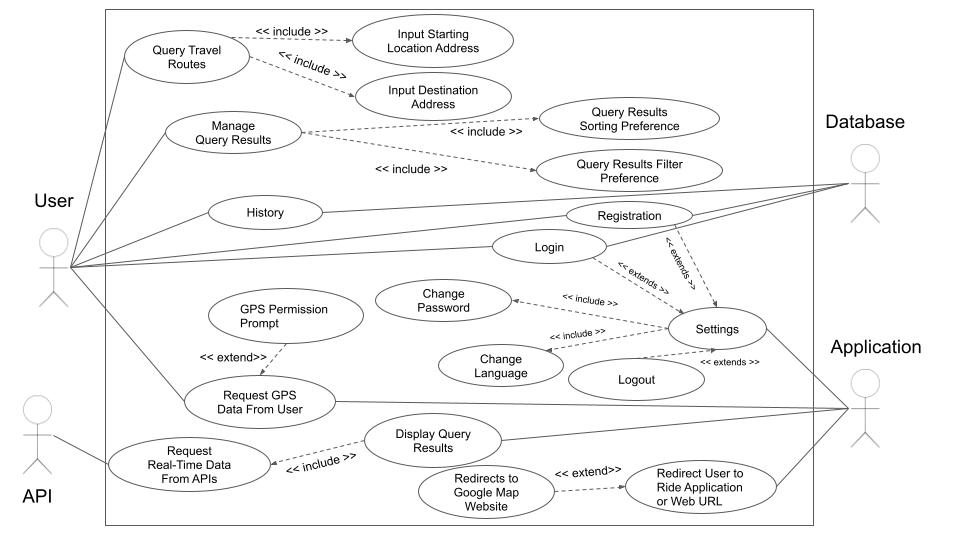 << include >>
Input Starting
Location Address
Query Travel
Routes
<< include >>
Input Destination
Address
Query Results
Sorting Preference
Manage
Query Results
<< include >>
Database
<< include >>
Query Results Filter
Preference
User
History
Registration
Login
<< extends >>
<< extends >>
GPS Permission
Prompt
Change
Password
<< include >>
Settings
<< include >>
<< extend>>
Change
Language
<< extends >>
Application
Logout
Request GPS
Data From User
Display Query
Results
Request
Real-Time Data
From APIs
<< include >>
API
Redirects to
Google Map
Website
<< extend>>
Redirect User to
Ride Application
or Web URL